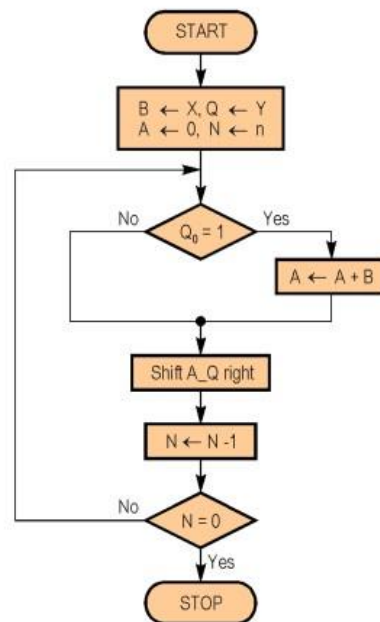 START
B ← X, Q ← Y
A ← 0, N ← n
No
Yes
Q₀ = 1
A ← A + B
Shift A_Q right
N ← N -1
No
N = 0
Yes
STOP